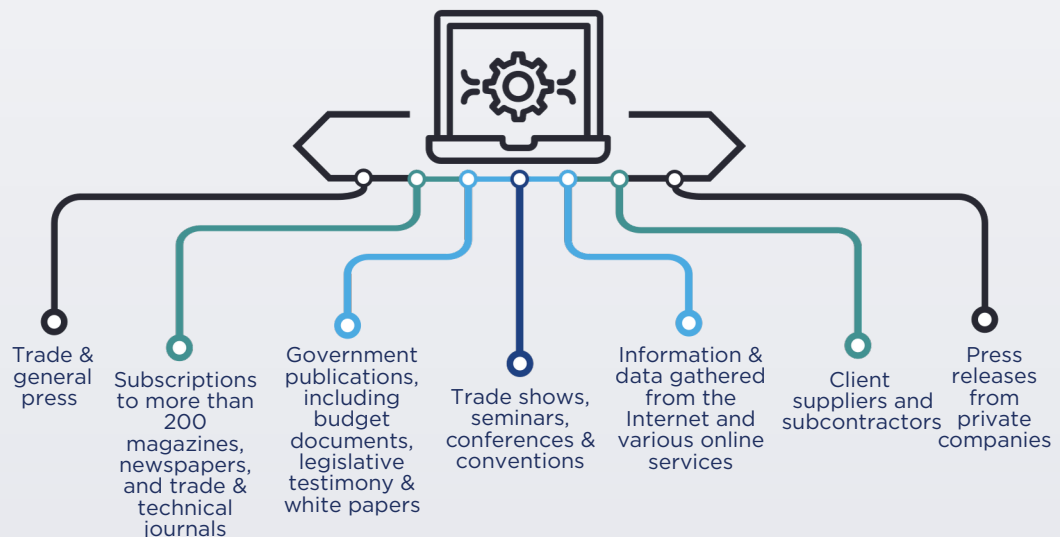 Trade &
general
press
Subscriptions
to more than
200
magazines,
newspapers,
and trade &
technical
journals
Government
publications,
including
budget
documents,
legislative
testimony &
white papers
Trade shows,
seminars,
conferences &
conventions
Information &
data gathered
from the
Internet and
various online
services
Client
suppliers and
subcontractors
Press
releases
from
private
companies